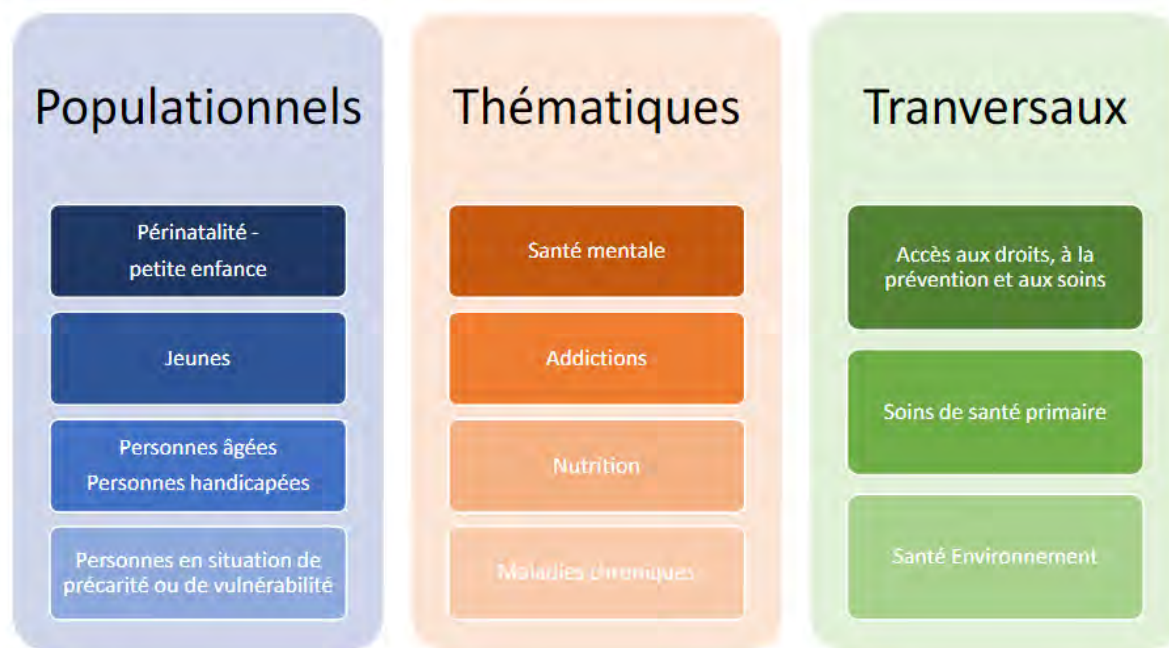 Populationnels
Périnatalité -
petite enfance
Jeunes
Personnes âgées
Personnes handicapées
Personnes en situation de
précarité ou de vulnérabilité
Thématiques
Santé mentale
Addictions
Nutrition
Maladies chroniques
Tranversaux
Accès aux droits, à la
prévention et aux soins
Soins de santé primaire
Santé Environnement